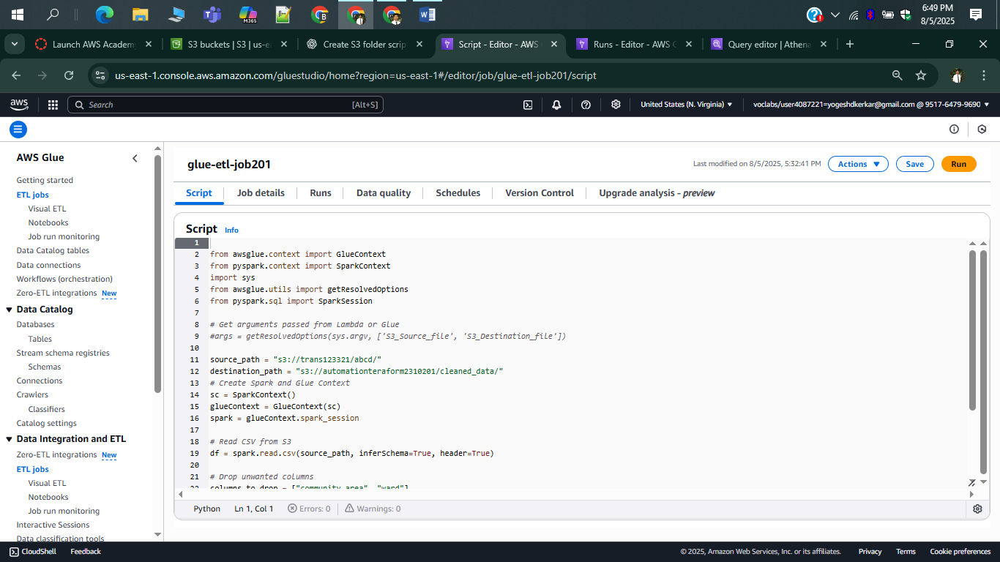 M365
6:49 PM
8/5/2025
Launch AWS Academy
S3 buckets | S3 | us-ea
Create S3 folder scrip
Script - Editor - AWS
Runs - Editor - AWS G
Query editor | Athena
us-east-1.console.aws.amazon.com/gluestudio/home?region=us-east-1#/editor/job/glue-etl-job201/script
aws
Search
[Alt+S]
United States (N. Virginia)
voclabs/user4087221=yogeshdkerkar@gmail.com @ 9517-6479-9690
AWS Glue
Getting started
ETL jobs
Visual ETL
Notebooks
Job run monitoring
Data Catalog tables
Data connections
Workflows (orchestration)
Zero-ETL integrations New
Data Catalog
Databases
Tables
Stream schema registries
Schemas
Connections
Crawlers
Classifiers
Catalog settings
Data Integration and ETL
Zero-ETL integrations New
ETL jobs
Visual ETL
Notebooks
Job run monitoring
Interactive Sessions
Data classification tools
glue-etl-job201
Last modified on 8/5/2025, 5:32:41 PM
Actions
Save
Run
Script
Job details
Runs
Data quality
Schedules
Version Control
Upgrade analysis - preview
Script Info
1
2 from awsglue.context import GlueContext
3 from pyspark.context import SparkContext
4 import sys
5 from awsglue.utils import getResolvedOptions
6 from pyspark.sql import SparkSession
7
8 # Get arguments passed from Lambda or Glue
9 #args = getResolvedOptions(sys.argv, ['S3_Source_file', 'S3_Destination_file'])
10
11 source_path = "s3://trans123321/abcd/"
12 destination_path = "s3://automationteraform2310201/cleaned_data/"
13 # Create Spark and Glue Context
14 sc = SparkContext()
15 glueContext = GlueContext(sc)
16 spark = glueContext.spark_session
17
18 # Read CSV from S3
19 df = spark.read.csv(source_path, inferSchema=True, header=True)
20
21 # Drop unwanted columns
22 columns_to_drop = ["community_area", "ward"]
Python
Ln 1, Col 1
Errors: 0
Warnings: 0
CloudShell
Feedback
© 2025, Amazon Web Services, Inc. or its affiliates.
Privacy
Terms
Cookie preferences